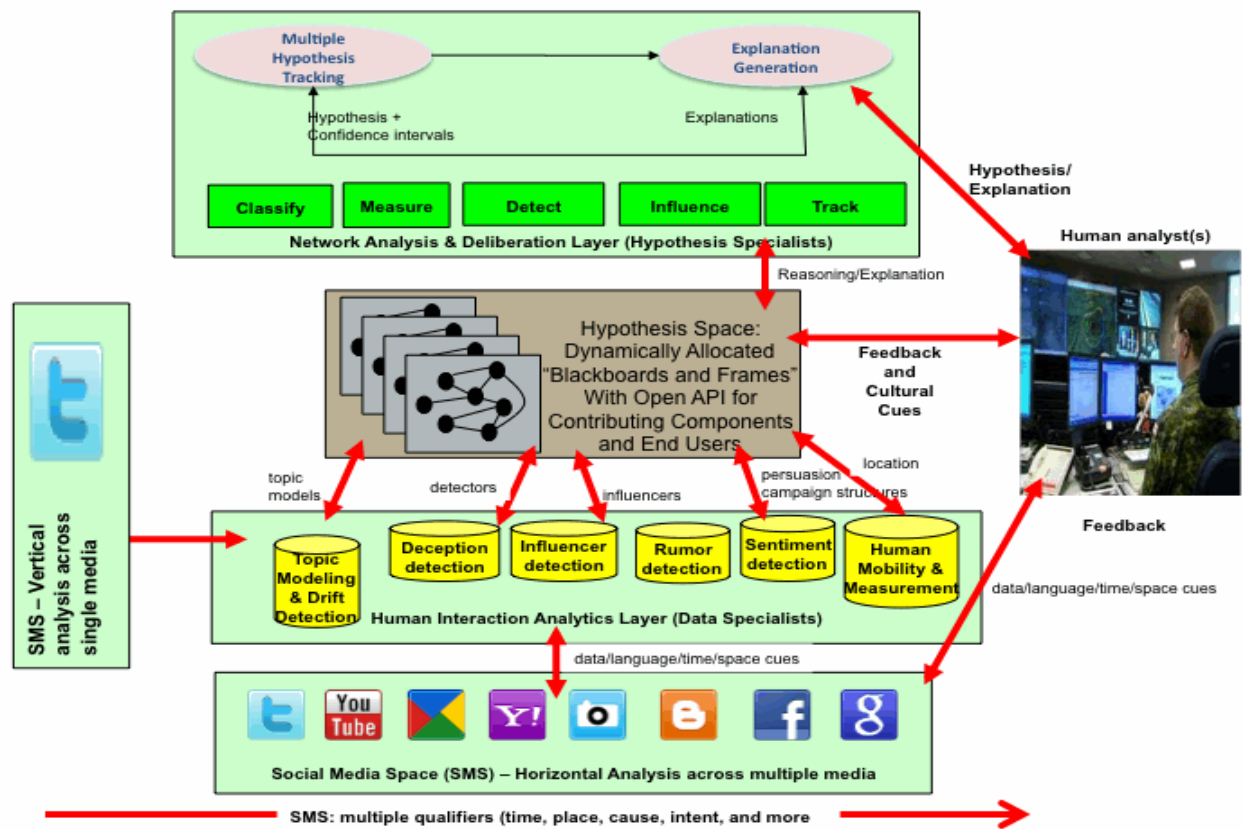 Multiple
Hypothesis
Tracking
Explanation
Generation
Hypothesis +
Confidence intervals
Explanations
Classify
Measure
Detect
Influence
Track
Network Analysis & Deliberation Layer (Hypothesis Specialists)
Hypothesis/
Explanation
Human analyst(s)
Reasoning/Explanation
Hypothesis Space:
Dynamically Allocated
"Blackboards and Frames"
With Open API for
Contributing Components
and End Users
Feedback
and
Cultural
Cues
SMS – Vertical
analysis across
single media
topic
models
detectors
influencers
persuasion
campaign structures
location
Feedback
Topic
Modeling
& Drift
Detection
Deception
detection
Influencer
detection
Rumor
detection
Sentiment
detection
Human
Mobility &
Measurement
Human Interaction Analytics Layer (Data Specialists)
data/language/time/space cues
data/language/time/space cues
You
Tube
Y!
Social Media Space (SMS) – Horizontal Analysis across multiple media
SMS: multiple qualifiers (time, place, cause, intent, and more